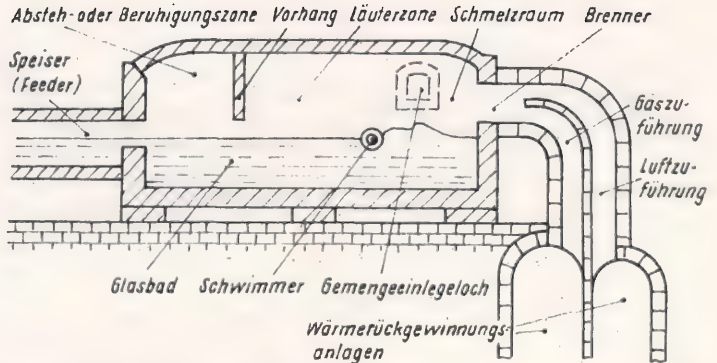 Absteh- oder Beruhigungszone Vorhang Läuterzone Schmelzraum Brenner
Speiser
(Feeder)
Gaszu-
führung
Luftzu-
führung
Glasbad Schwimmer Gemengeeinlegeloch
Wärmerückgewinnungs-
anlagen